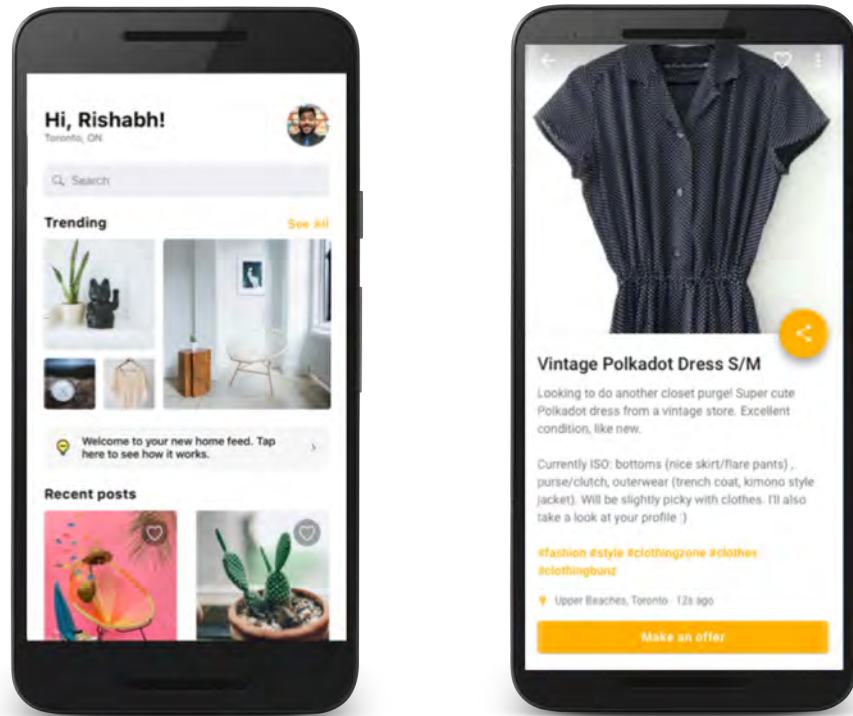 Hi, Rishabh!
Toronto, ON
Search
Trending
See All
Welcome to your new home feed. Tap
here to see how it works.
Recent posts
Vintage Polkadot Dress S/M
Looking to do another closet purge! Super cute
Polkadot dress from a vintage store. Excellent
condition, like new.
Currently ISO: bottoms (nice skirt/flare pants) ,
purse/clutch, outerwear (trench coat, kimono style
jacket). Will be slightly picky with clothes. I'll also
take a look at your profile :)
#fashion #style #clothingzone #clothes
#clothingbunz
Upper Beaches, Toronto · 12s ago
Make an offer